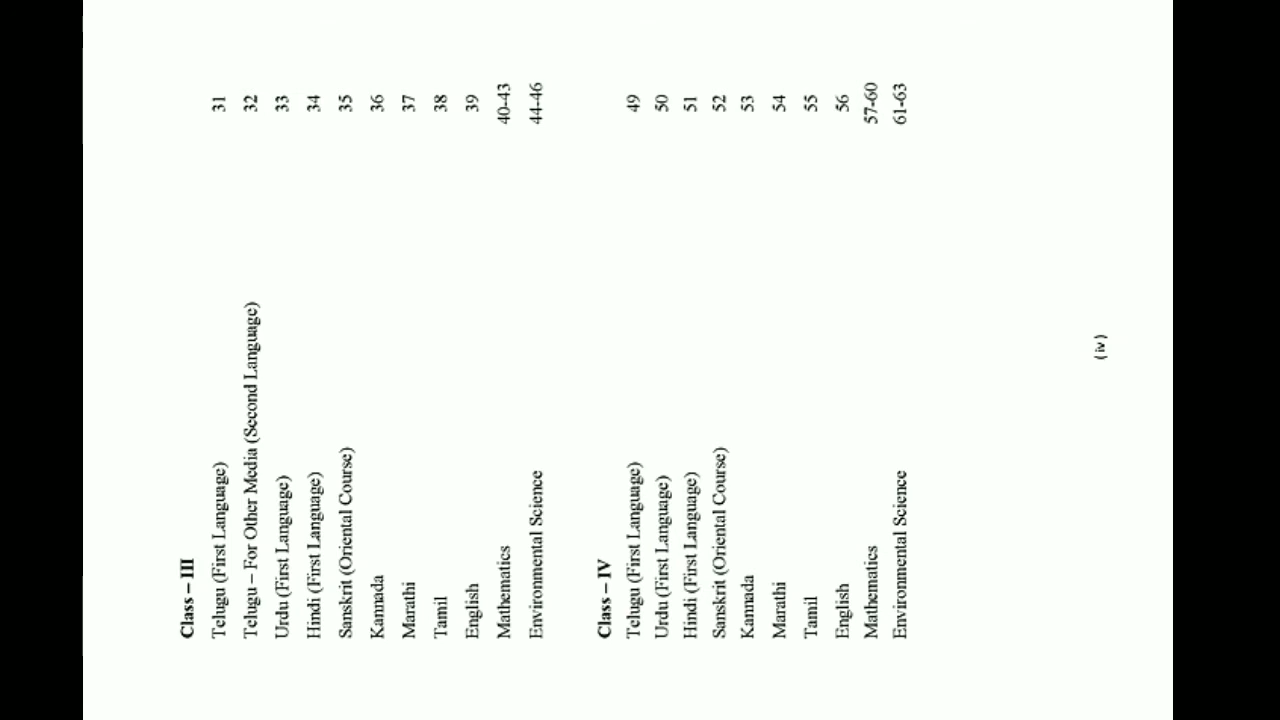 Class – III
Telugu (First Language) 31
Telugu – For Other Media (Second Language) 32
Urdu (First Language) 33
Hindi (First Language) 34
Sanskrit (Oriental Course) 35
Kannada 36
Marathi 37
Tamil 38
English 39
Mathematics 40-43
Environmental Science 44-46
Class – IV
Telugu (First Language) 49
Urdu (First Language) 50
Hindi (First Language) 51
Sanskrit (Oriental Course) 52
Kannada 53
Marathi 54
Tamil 55
English 56
Mathematics 57-60
Environmental Science 61-63
( iv )